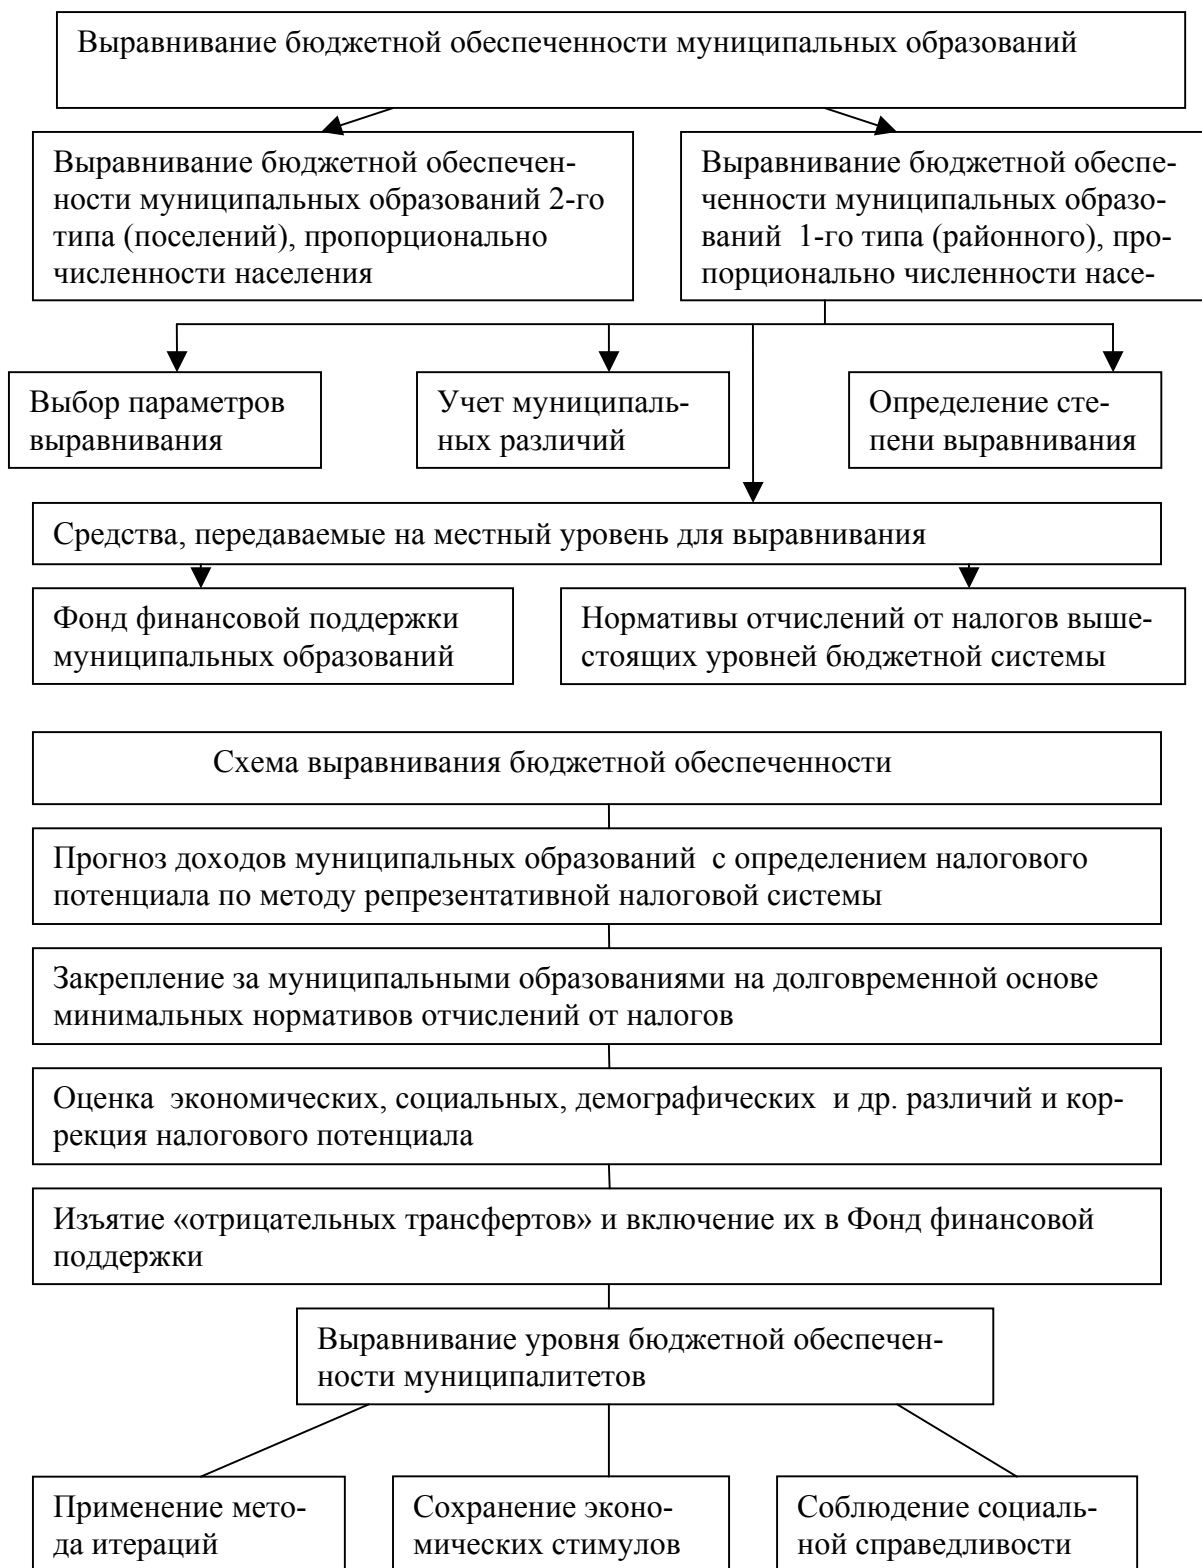 Выравнивание бюджетной обеспеченности муниципальных образований
Выравнивание бюджетной обеспечен-
ности муниципальных образований 2-го
типа (поселений), пропорционально
численности населения
Выравнивание бюджетной обеспе-
ченности муниципальных образо-
ваний 1-го типа (районного), про-
порционально численности насе-
Выбор параметров
выравнивания
Учет муниципаль-
ных различий
Определение сте-
пени выравнивания
Средства, передаваемые на местный уровень для выравнивания
Фонд финансовой поддержки
муниципальных образований
Нормативы отчислений от налогов выше-
стоящих уровней бюджетной системы
Схема выравнивания бюджетной обеспеченности
Прогноз доходов муниципальных образований с определением налогового
потенциала по методу репрезентативной налоговой системы
Закрепление за муниципальными образованиями на долговременной основе
минимальных нормативов отчислений от налогов
Оценка экономических, социальных, демографических и др. различий и кор-
рекция налогового потенциала
Изъятие «отрицательных трансфертов» и включение их в Фонд финансовой
поддержки
Выравнивание уровня бюджетной обеспечен-
ности муниципалитетов
Применение мето-
да итераций
Сохранение эконо-
мических стимулов
Соблюдение социаль-
ной справедливости